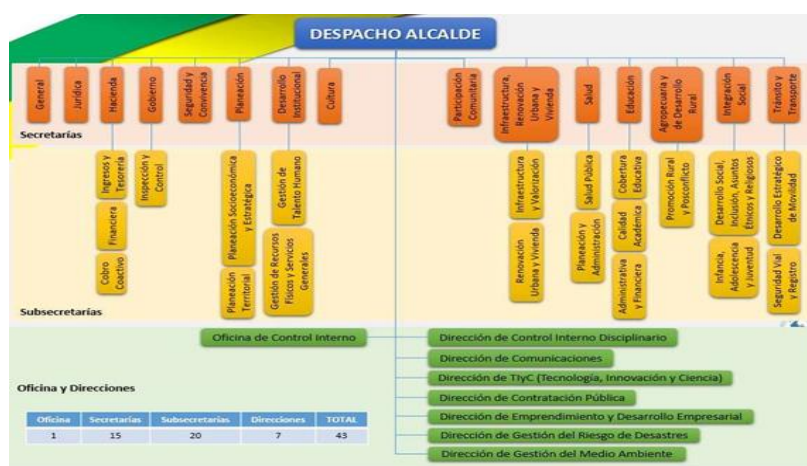 DESPACHO ALCALDE
General
Jurídica
Hacienda
Gobierno
Seguridad y
Convivencia
Planeación
Desarrollo
Institucional
Cultura
Participación
Comunitaria
Infraestructura,
Renovación
Urbana y
Vivienda
Salud
Educación
Agropecuaria y
de Desarrollo
Rural
Integración
Social
Tránsito y
Transporte
Secretarías
Ingresos y
Tesorería
Financiera
Cobro
Coactivo
Inspección y
Control
Planeación Socioeconómica
y Estratégica
Planeación
Territorial
Gestión de
Talento Humano
Gestión de Recursos
Físicos y Servicios
Generales
Infraestructura
y Valorización
Renovación
Urbana y Vivienda
Salud Pública
Planeación y
Administración
Cobertura
Educativa
Calidad
Académica
Administrativa
y Financiera
Promoción Rural
y Posconflicto
Desarrollo Social,
Inclusión, Asuntos
Étnicos y Religiosos
Infancia,
Adolescencia
y Juventud
Desarrollo Estratégico
de Movilidad
Seguridad Vial
y Registro
Subsecretarías
Oficina de Control Interno
Dirección de Control Interno Disciplinario
Dirección de Comunicaciones
Dirección de TIyC (Tecnología, Innovación y Ciencia)
Dirección de Contratación Pública
Dirección de Emprendimiento y Desarrollo Empresarial
Dirección de Gestión del Riesgo de Desastres
Dirección de Gestión del Medio Ambiente
Oficina y Direcciones
Oficina Secretarías Subsecretarías Direcciones TOTAL
1 15 20 7 43